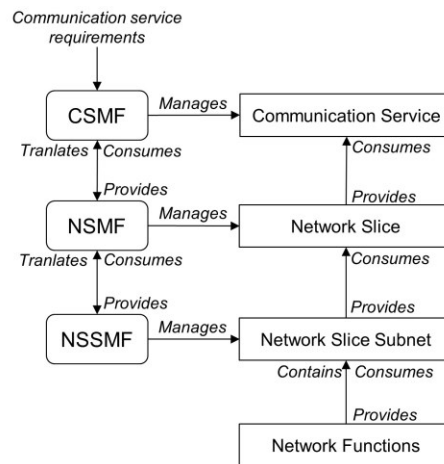 Communication service
requirements
CSMF
Manages
Communication Service
Tranlates Consumes
Consumes
Provides
Provides
NSMF
Manages
Network Slice
Tranlates Consumes
Consumes
Provides
Provides
NSSMF
Manages
Network Slice Subnet
Contains Consumes
Provides
Network Functions